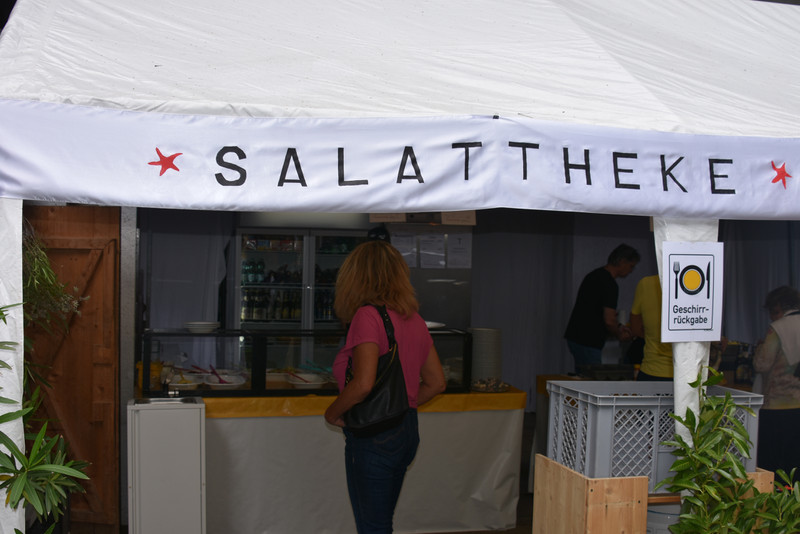 SALATTHEKE
Geschirr-
rückgabe